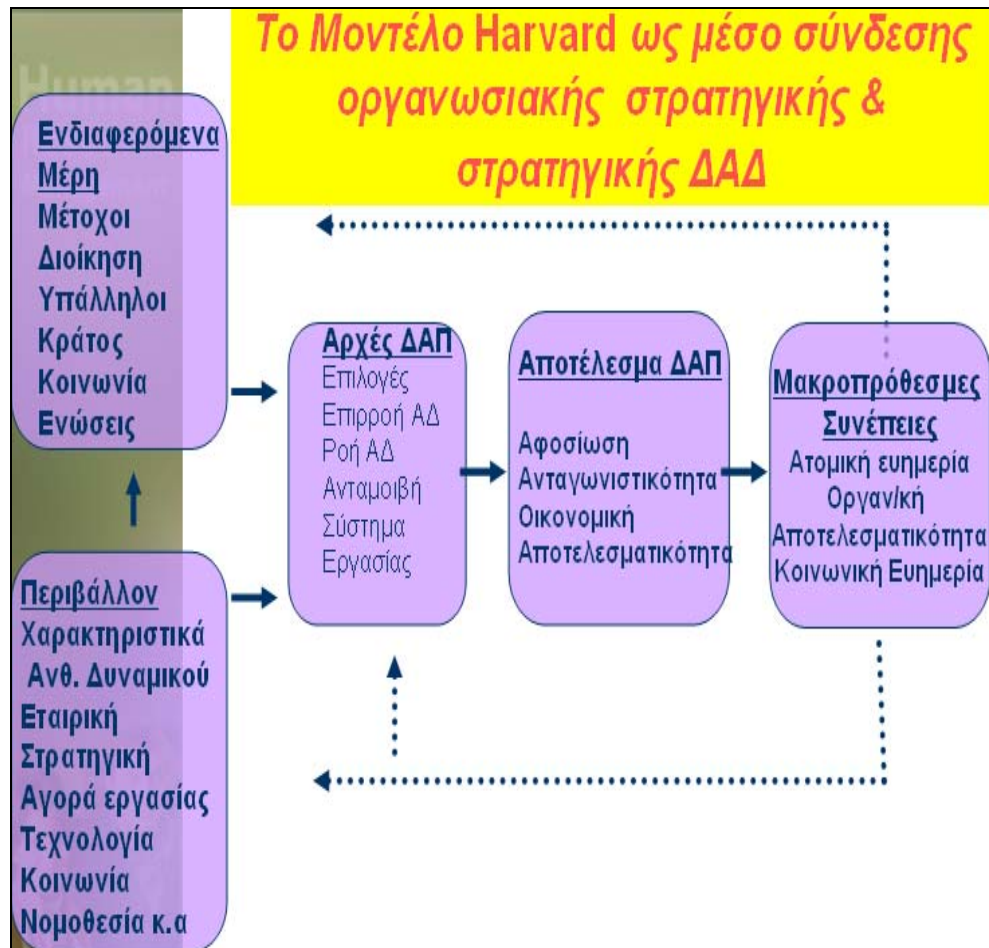 Το Μοντέλο Harvard ως μέσο σύνδεσης
οργανωσιακής στρατηγικής &
στρατηγικής ΔΑΔ
Human
Ενδιαφερόμενα
Μέρη
Μέτοχοι
Διοίκηση
Υπάλληλοι
Κράτος
Κοινωνία
Ενώσεις
Περιβάλλον
Χαρακτηριστικά
Ανθ. Δυναμικού
Εταιρική
Στρατηγική
Αγορά εργασίας
Τεχνολογία
Κοινωνία
Νομοθεσία κ.α
Αρχές ΔΑΠ
Επιλογές
Επιρροή ΑΔ
Ροή ΑΔ
Ανταμοιβή
Σύστημα
Εργασίας
Αποτέλεσμα ΔΑΠ
Αφοσίωση
Ανταγωνιστικότητα
Οικονομική
Αποτελεσματικότητα
Μακροπρόθεσμες
Συνέπειες
Ατομική ευημερία
Οργαν/κή
Αποτελεσματικότητα
Κοινωνική Ευημερία